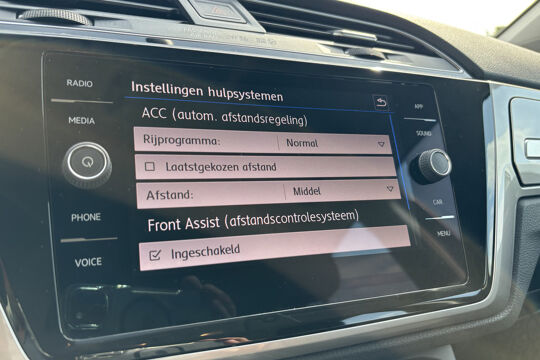 RADIO
MEDIA
PHONE
VOICE
Instellingen hulpsystemen
ACC (autom. afstandsregeling)
Rijprogramma: Normal
Laatstgekozen afstand
Afstand: Middel
Front Assist (afstandscontrolesysteem)
Ingeschakeld
APP
SOUND
CAR
MENU